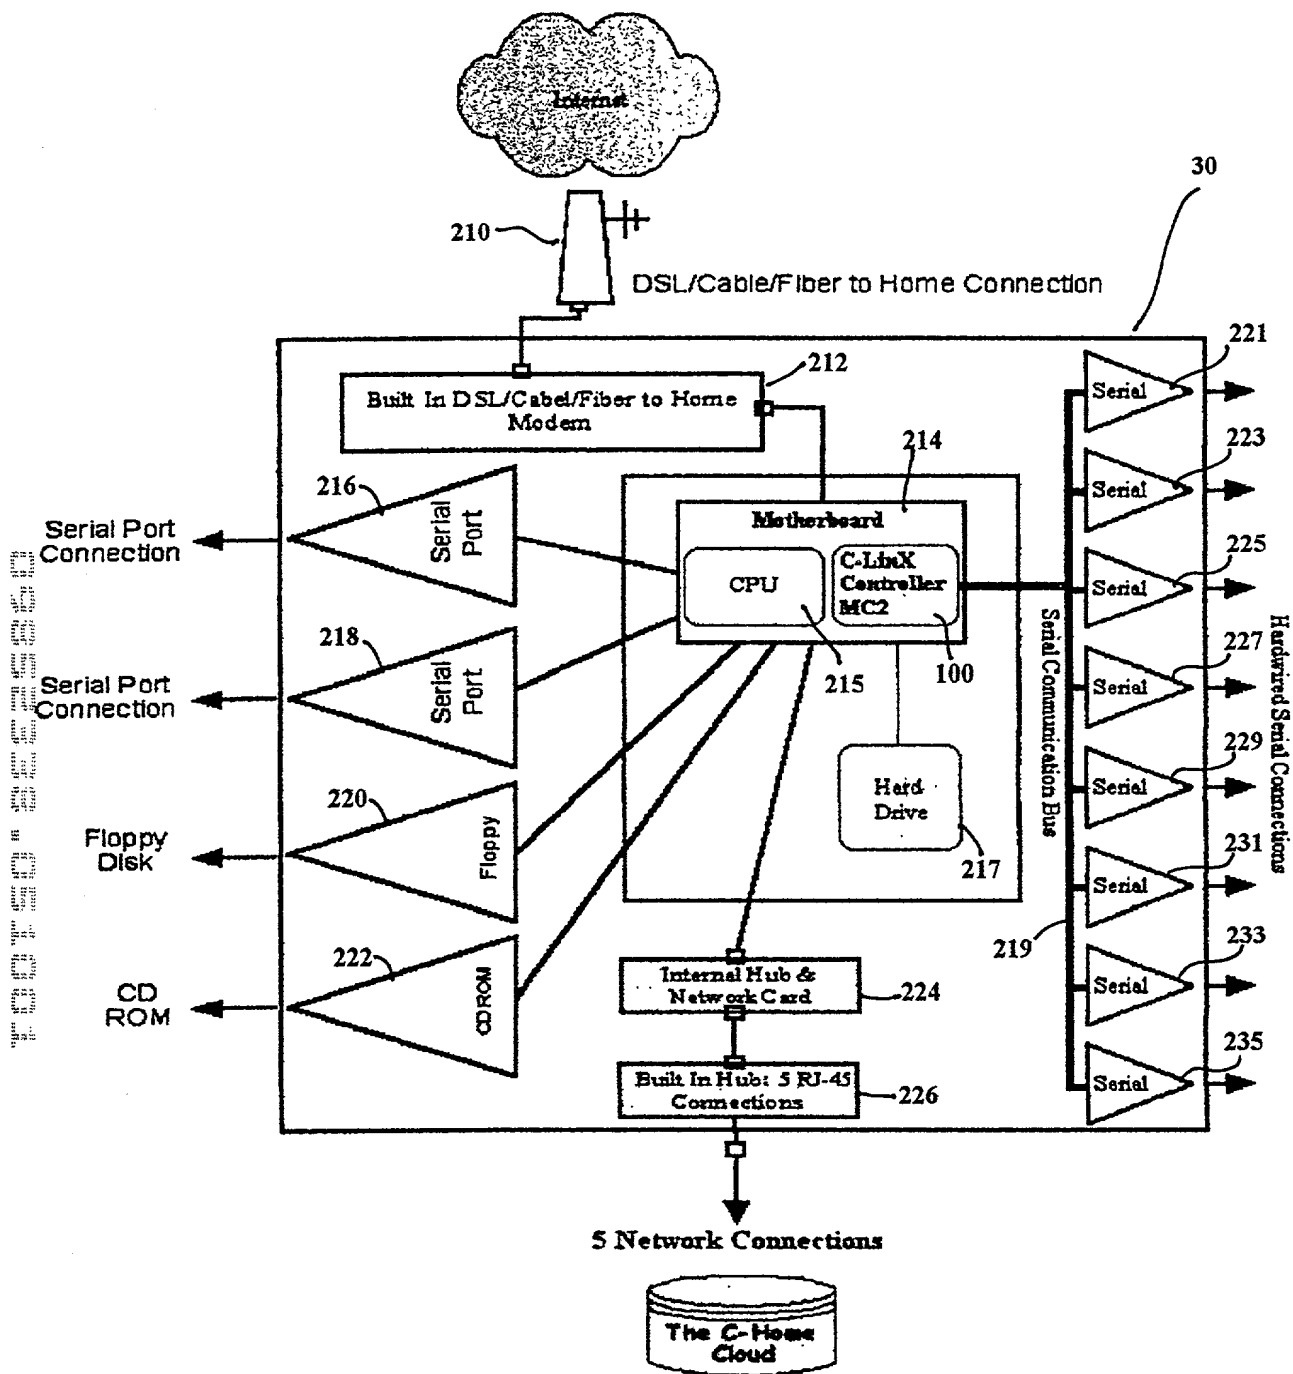 Internet
30
210
DSL/Cable/Fiber to Home Connection
212
Built In DSL/Cabel/Fiber to Home
Modem
214
Motherboard
CPU
C-LinX
Controller
MC2
215
100
Hard
Drive
217
216
Serial
Port
Serial Port
Connection
218
Serial
Port
Serial Port
Connection
220
Floppy
Floppy
Disk
222
CD ROM
CD
ROM
Internal Hub &
Network Card
224
Built In Hub: 5 RJ-45
Connections
226
Serial Communication Bus
219
Serial
221
Serial
223
Serial
225
Serial
227
Serial
229
Serial
231
Serial
233
Serial
235
Hardwired Serial Connections
5 Network Connections
The C-Home
Cloud